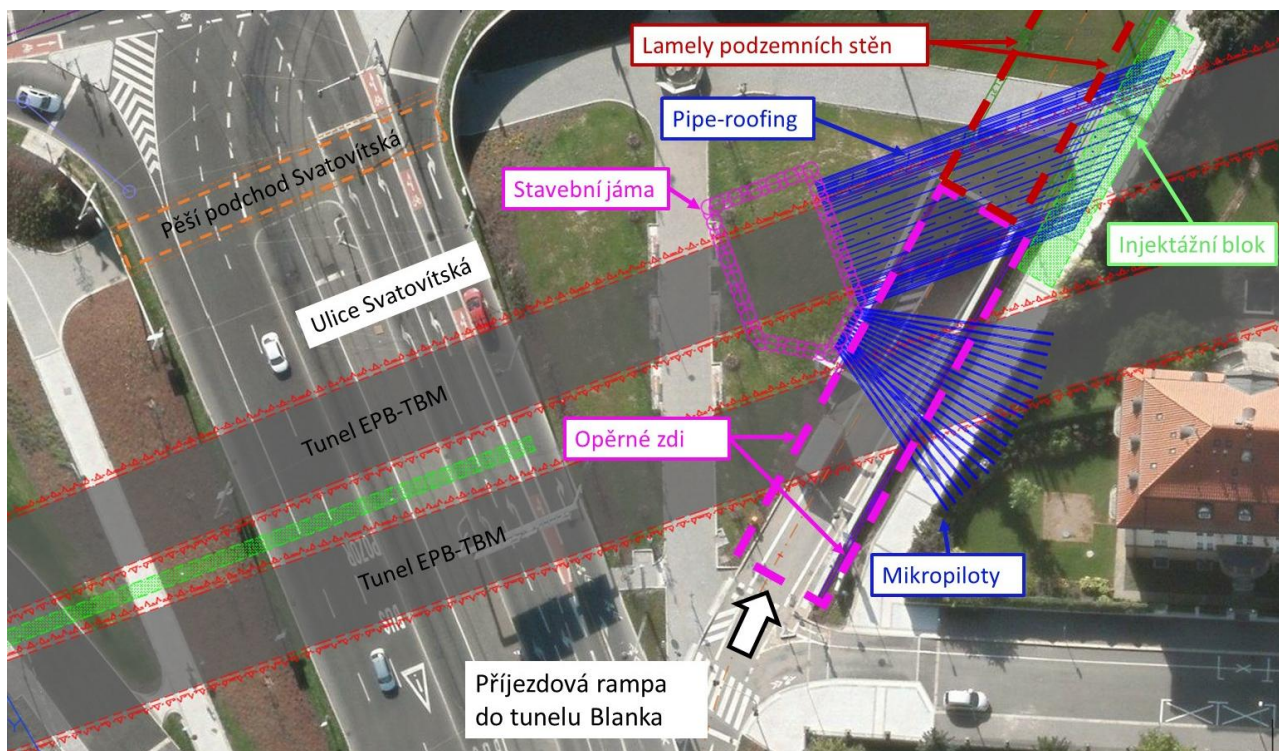 Lamely podzemních stěn
Pipe-roofing
Stavební jáma
Pěší podchod Svatovítská
Injektážní blok
Ulice Svatovítská
Tunel EPB-TBM
Opěrné zdi
Tunel EPB-TBM
Mikropiloty
Příjezdová rampa
do tunelu Blanka